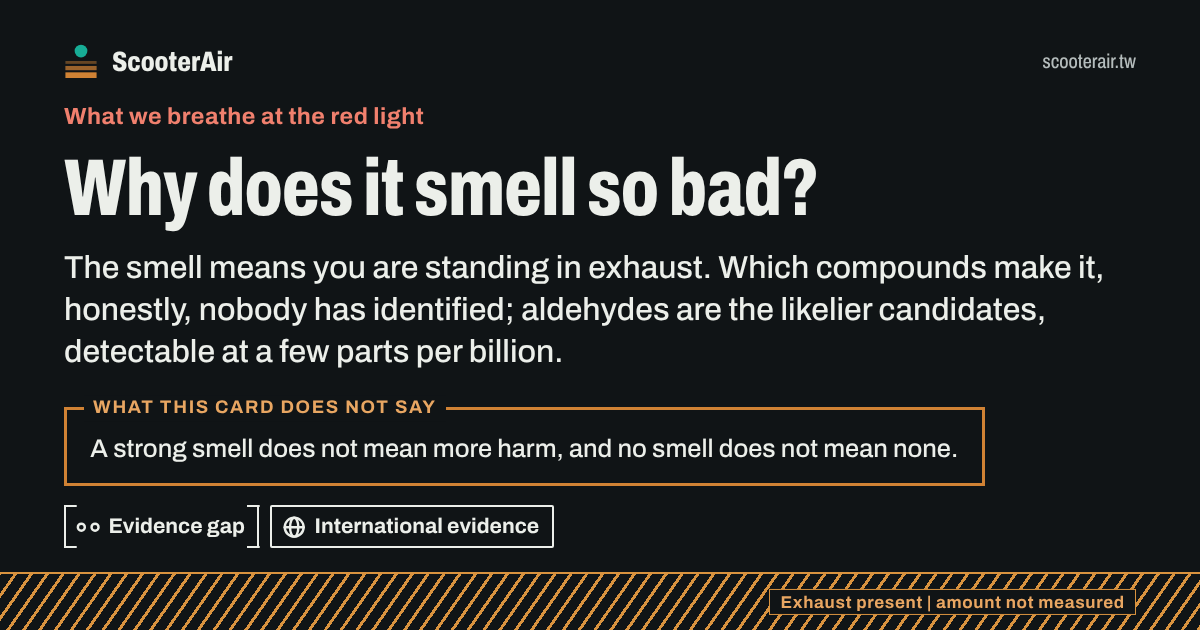 ScooterAir
scooterair.tw
What we breathe at the red light
Why does it smell so bad?
The smell means you are standing in exhaust. Which compounds make it,
honestly, nobody has identified; aldehydes are the likelier candidates,
detectable at a few parts per billion.
WHAT THIS CARD DOES NOT SAY
A strong smell does not mean more harm, and no smell does not mean none.
Evidence gap
International evidence
Exhaust present | amount not measured